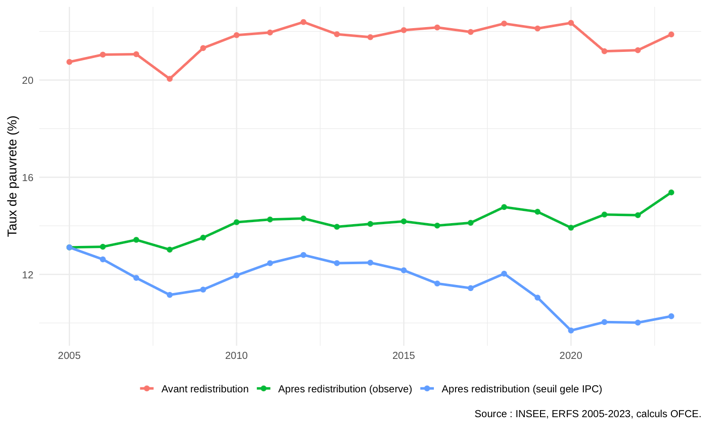 Taux de pauvrete (%)
20
16
12
2005
2010
2015
2020
Avant redistribution
Apres redistribution (observe)
Apres redistribution (seuil gele IPC)
Source : INSEE, ERFS 2005-2023, calculs OFCE.